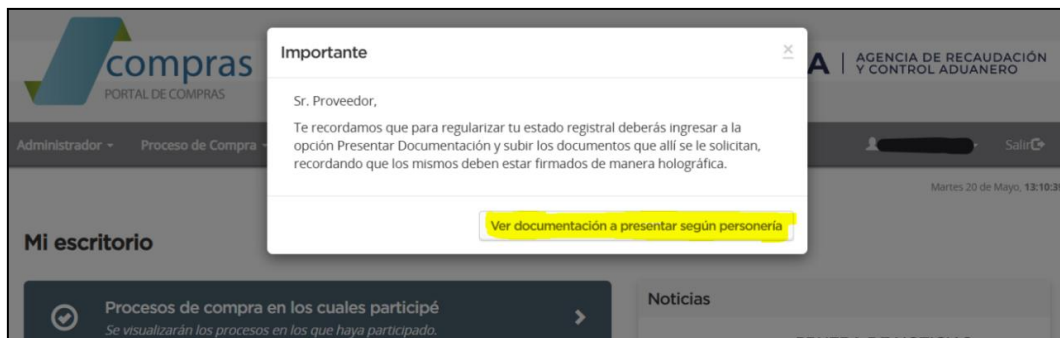 compras
PORTAL DE COMPRAS
A | AGENCIA DE RECAUDACIÓN
Y CONTROL ADUANERO
Importante
×
Sr. Proveedor,
Te recordamos que para regularizar tu estado registral deberás ingresar a la
opción Presentar Documentación y subir los documentos que allí se le solicitan,
recordando que los mismos deben estar firmados de manera holográfica.
Ver documentación a presentar según personería
Administrador
Proceso de Compra
Salir
Martes 20 de Mayo, 13:10:3
Mi escritorio
Procesos de compra en los cuales participé
Se visualizarán los procesos en los que haya participado.
Noticias